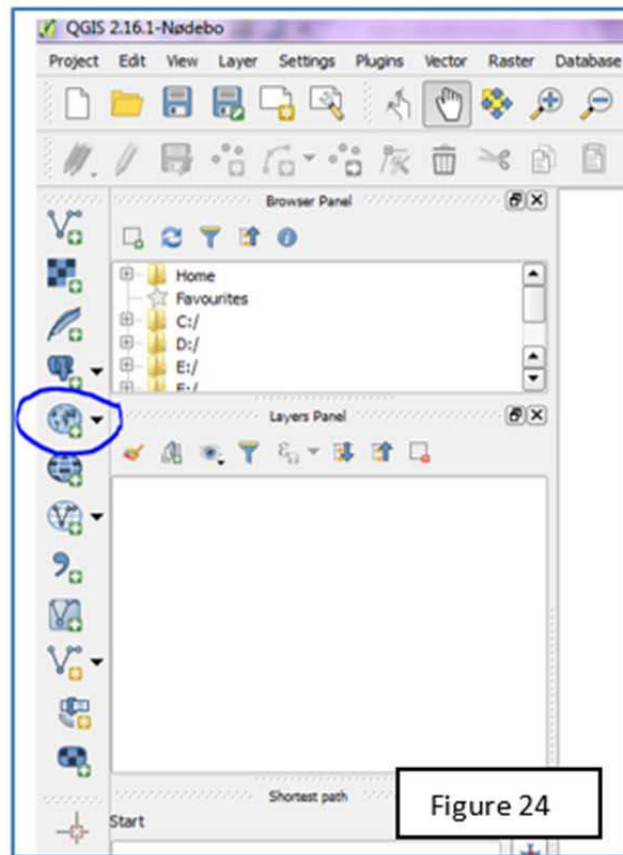 QGIS 2.16.1-Nødebo
Project Edit View Layer Settings Plugins Vector Raster Database
Browser Panel
Home
Favourites
C:/
D:/
E:/
Layers Panel
Shortest path
Start
Figure 24